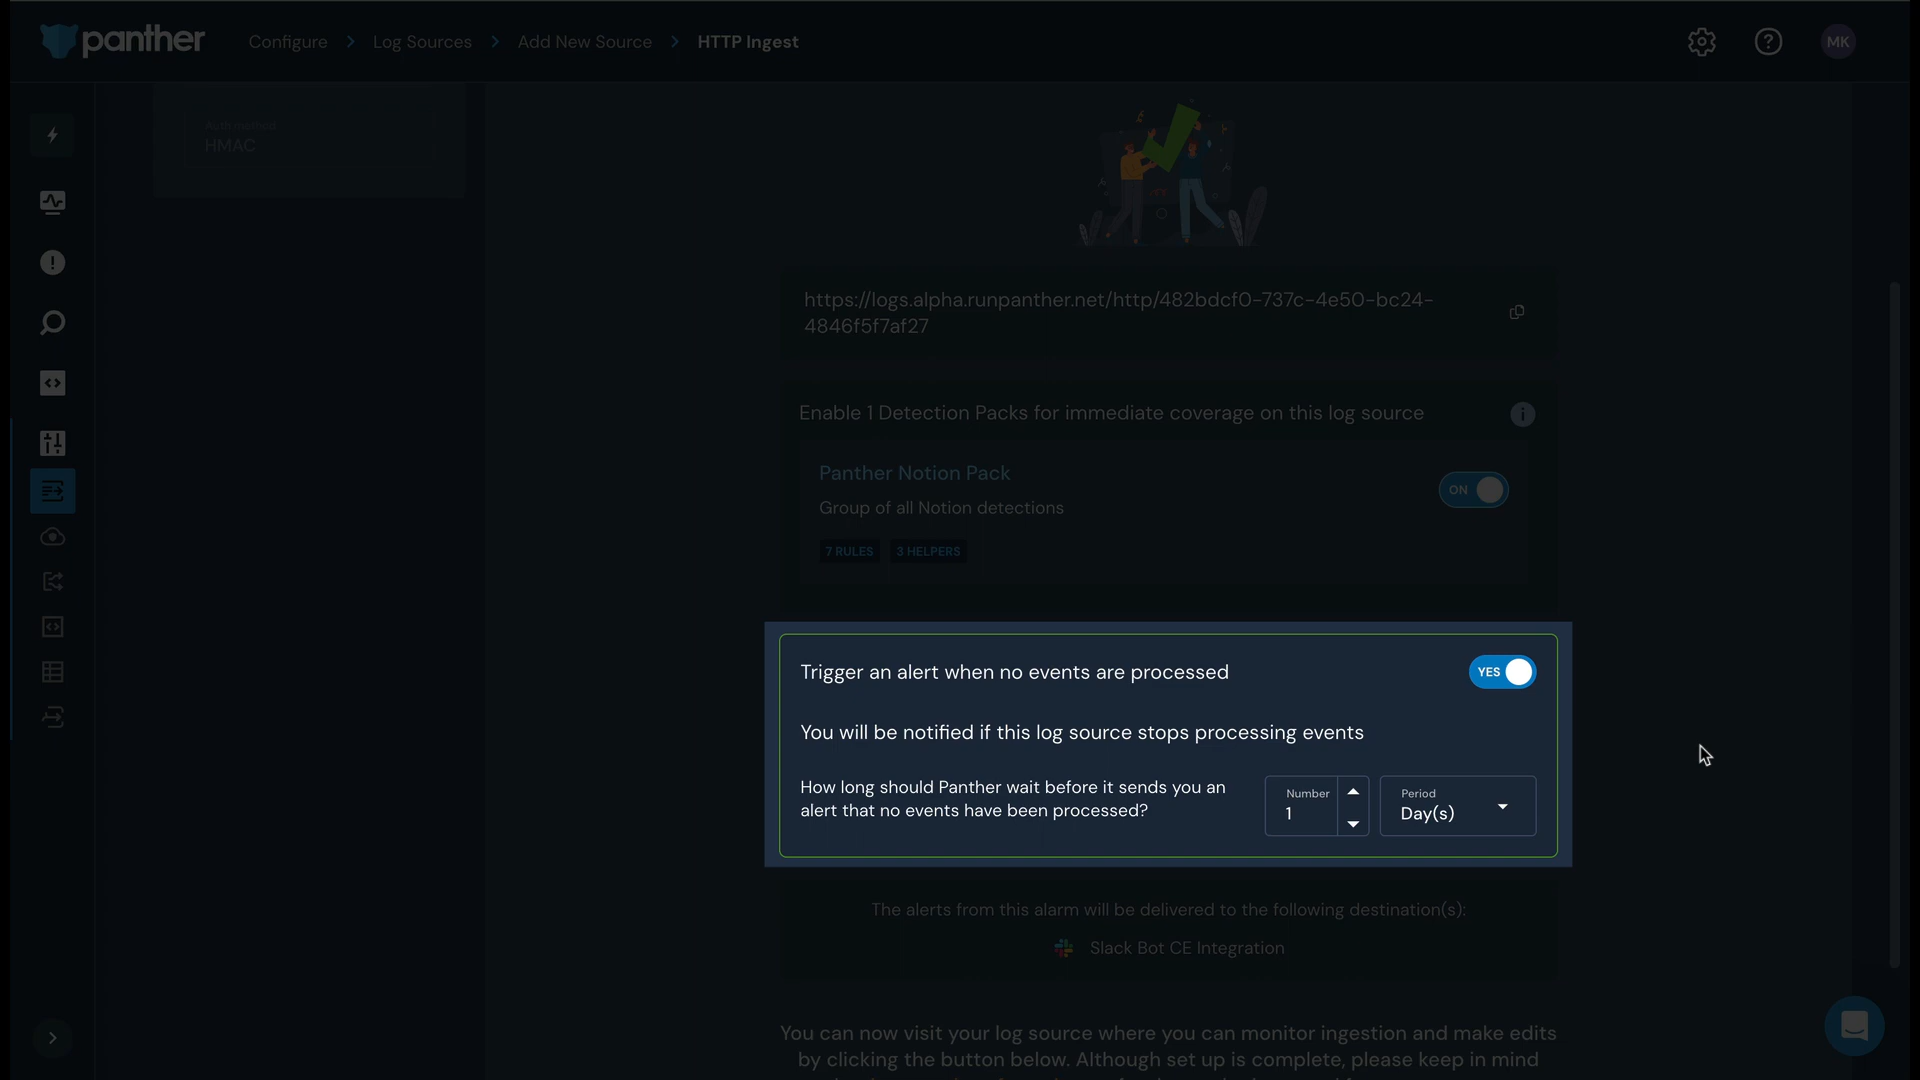 panther
Configure
Log Sources
Add New Source
HTTP Ingest
MK
Auth method
HMAC
https://logs.alpha.runpanther.net/http/482bdcf0-737c-4e50-bc24-
4846f5f7af27
Enable 1 Detection Packs for immediate coverage on this log source
Panther Notion Pack
ON
Group of all Notion detections
7 RULES
3 HELPERS
Trigger an alert when no events are processed
YES
You will be notified if this log source stops processing events
How long should Panther wait before it sends you an
alert that no events have been processed?
Number
1
Period
Day(s)
The alerts from this alarm will be delivered to the following destination(s):
Slack Bot CE Integration
You can now visit your log source where you can monitor ingestion and make edits
by clicking the button below. Although set up is complete, please keep in mind